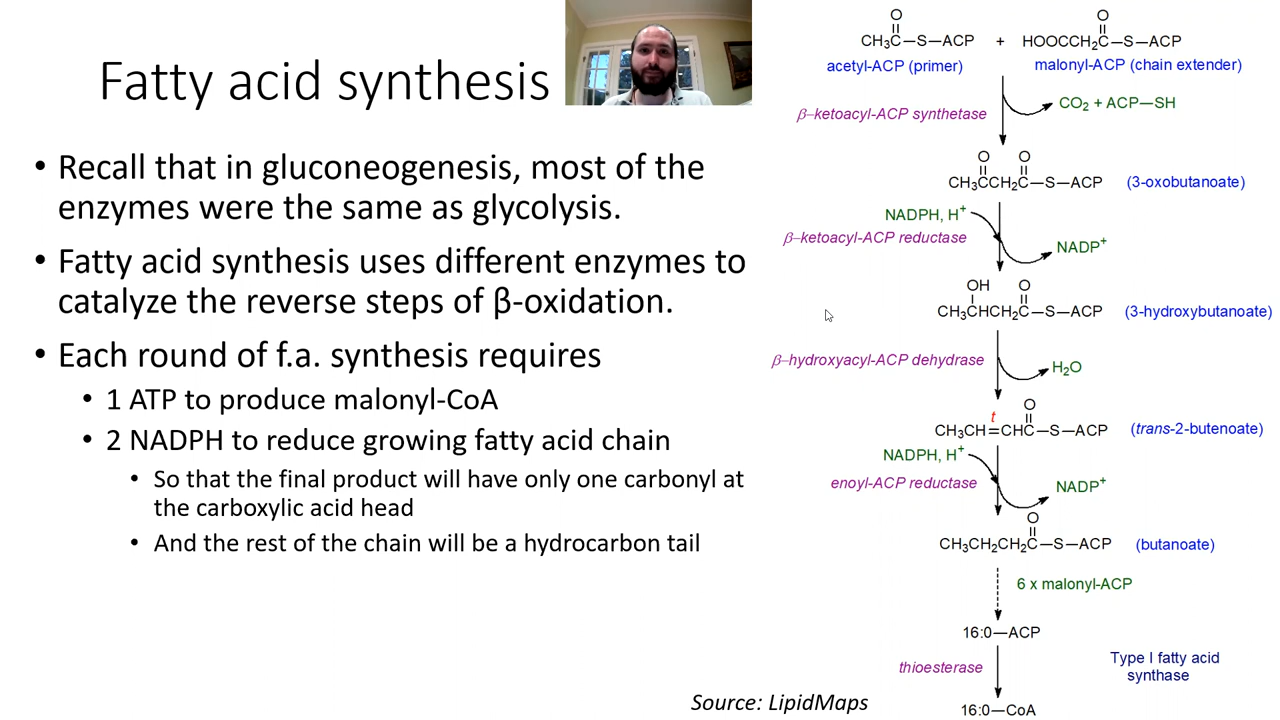 Fatty acid synthesis
• Recall that in gluconeogenesis, most of the
enzymes were the same as glycolysis.
• Fatty acid synthesis uses different enzymes to
catalyze the reverse steps of β-oxidation.
• Each round of f.a. synthesis requires
• 1 ATP to produce malonyl-CoA
• 2 NADPH to reduce growing fatty acid chain
• So that the final product will have only one carbonyl at
the carboxylic acid head
• And the rest of the chain will be a hydrocarbon tail
Source: LipidMaps
O O
CH₃C—S—ACP + HOOCCH₂C—S—ACP
acetyl-ACP (primer) malonyl-ACP (chain extender)
β–ketoacyl-ACP synthetase CO₂ + ACP—SH
O O
CH₃CCH₂C—S—ACP (3-oxobutanoate)
NADPH, H⁺
β–ketoacyl-ACP reductase NADP⁺
OH O
CH₃CHCH₂C—S—ACP (3-hydroxybutanoate)
β–hydroxyacyl-ACP dehydrase H₂O
t O
CH₃CH=CHC—S—ACP (trans-2-butenoate)
NADPH, H⁺
enoyl-ACP reductase NADP⁺
O
CH₃CH₂CH₂C—S—ACP (butanoate)
6 x malonyl-ACP
16:0—ACP
thioesterase
Type I fatty acid
synthase
16:0—CoA